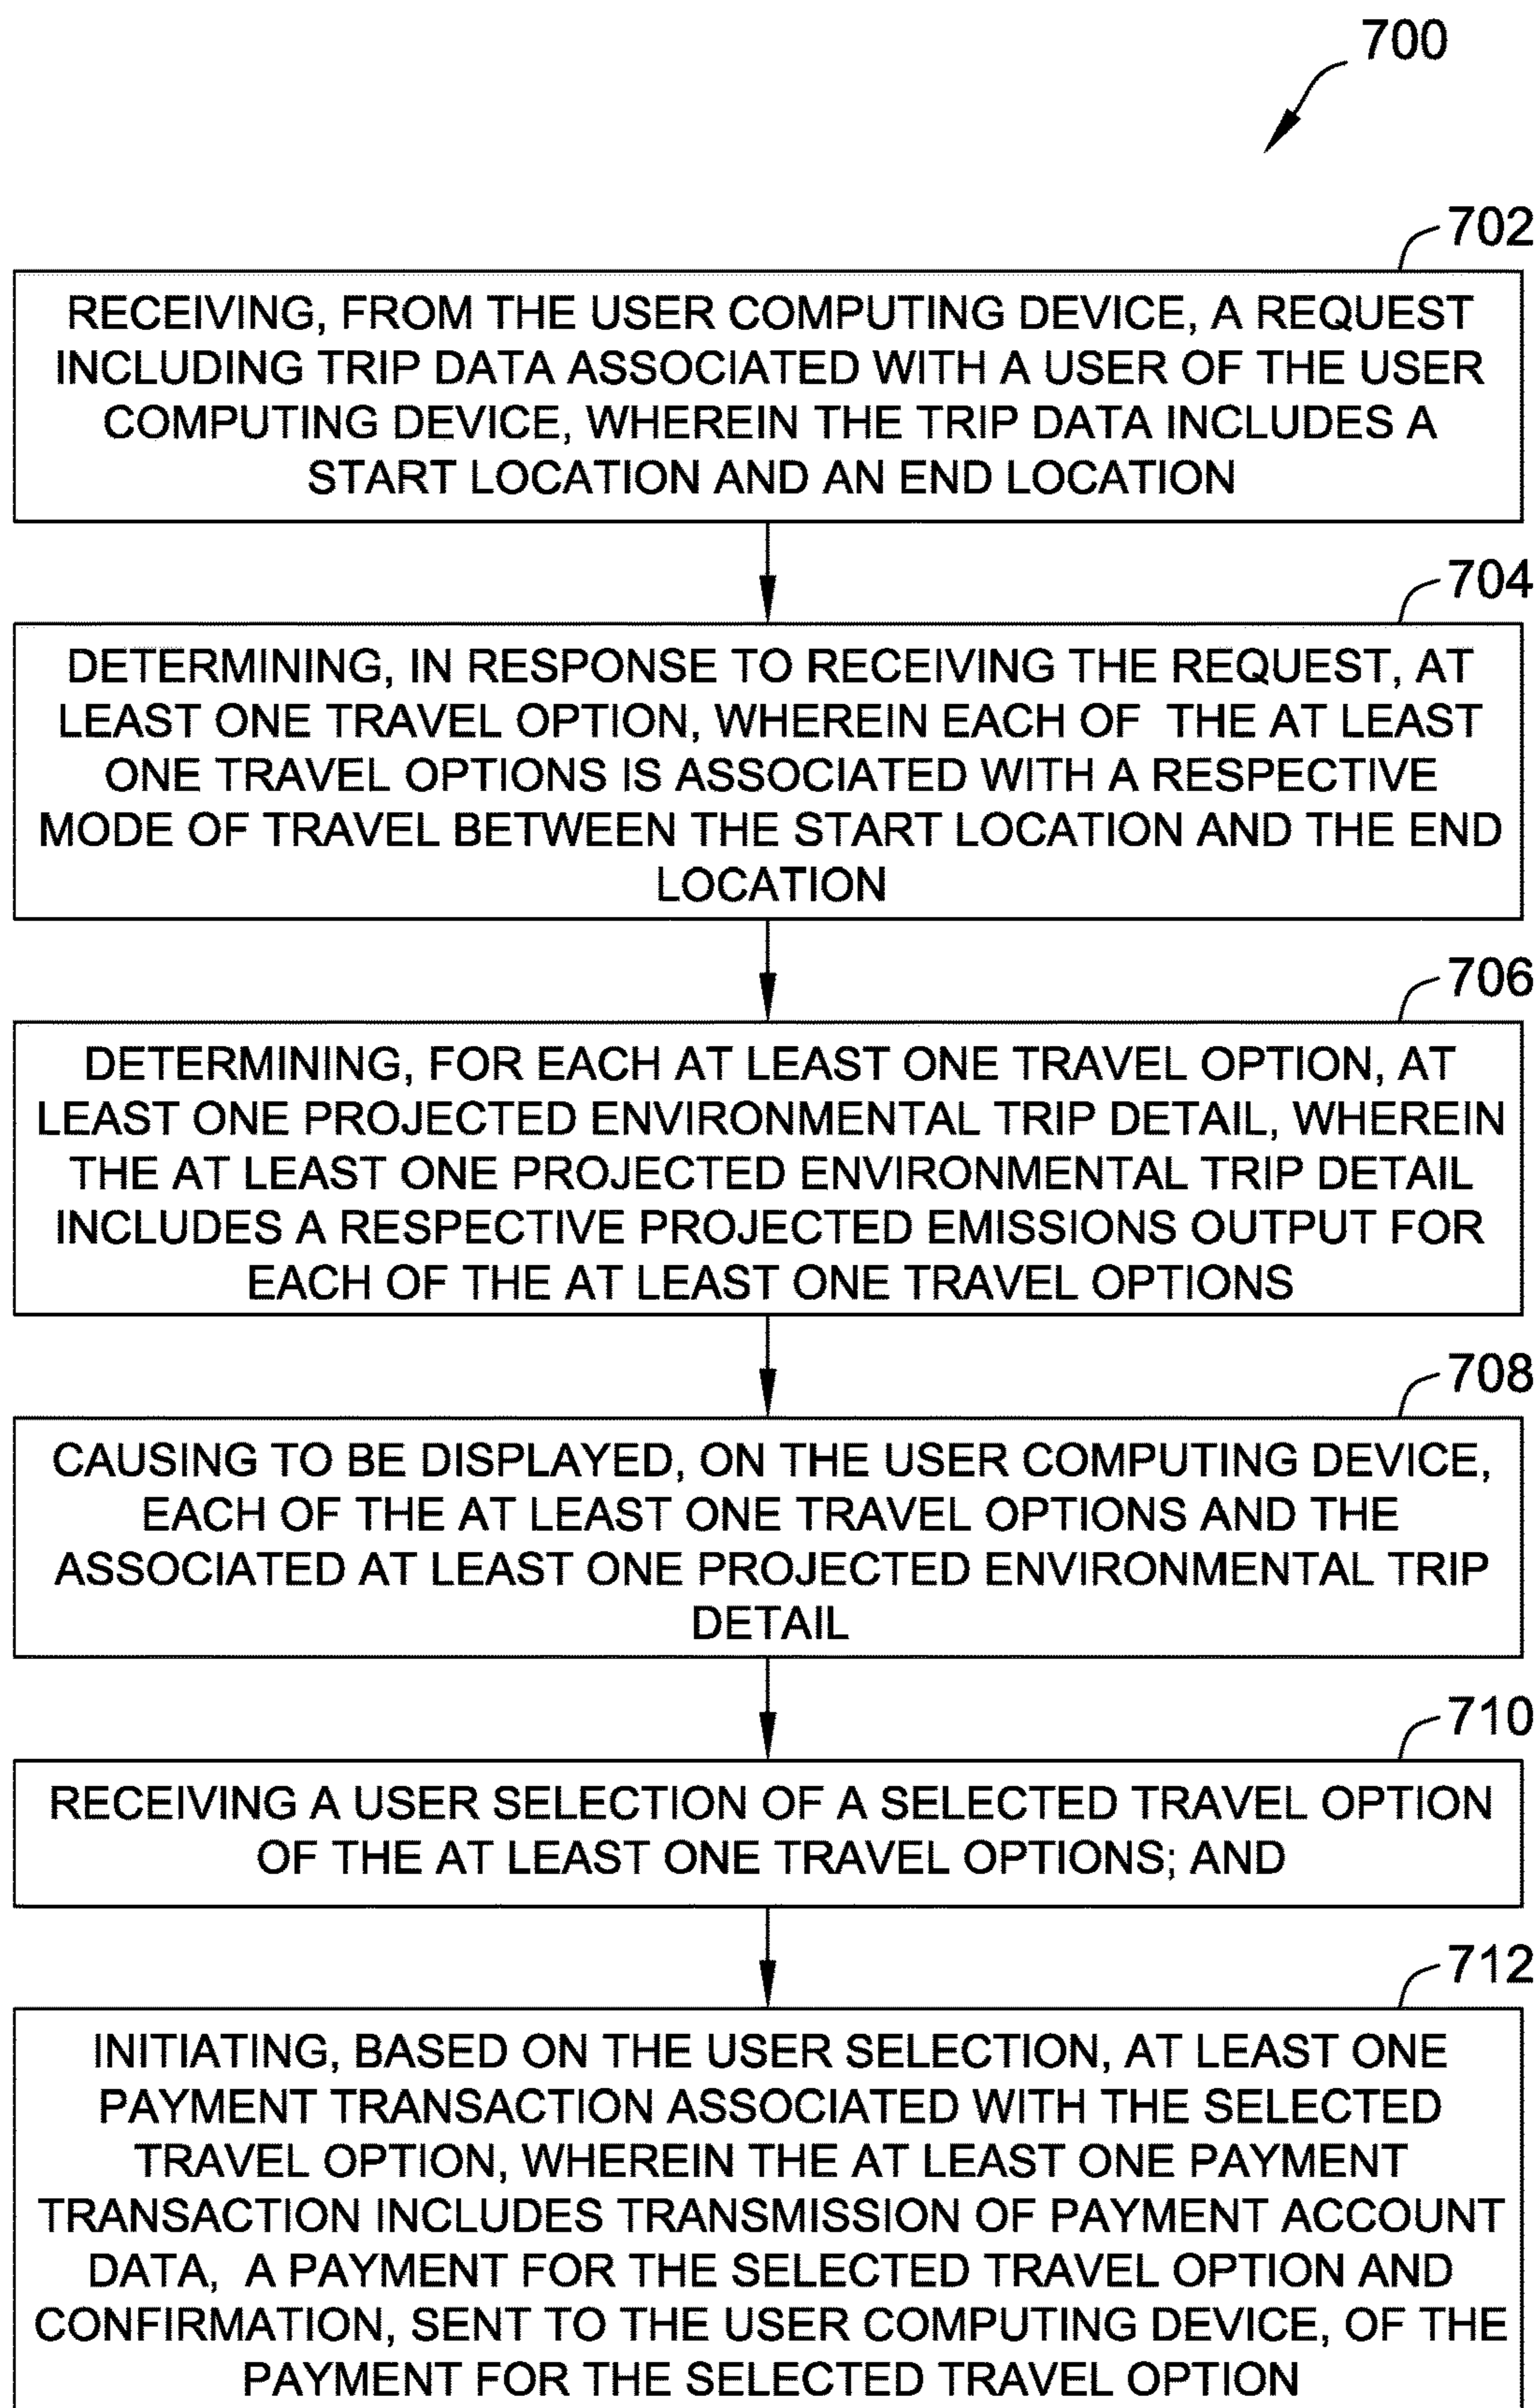 700
702
RECEIVING, FROM THE USER COMPUTING DEVICE, A REQUEST
INCLUDING TRIP DATA ASSOCIATED WITH A USER OF THE USER
COMPUTING DEVICE, WHEREIN THE TRIP DATA INCLUDES A
START LOCATION AND AN END LOCATION
704
DETERMINING, IN RESPONSE TO RECEIVING THE REQUEST, AT
LEAST ONE TRAVEL OPTION, WHEREIN EACH OF THE AT LEAST
ONE TRAVEL OPTIONS IS ASSOCIATED WITH A RESPECTIVE
MODE OF TRAVEL BETWEEN THE START LOCATION AND THE END
LOCATION
706
DETERMINING, FOR EACH AT LEAST ONE TRAVEL OPTION, AT
LEAST ONE PROJECTED ENVIRONMENTAL TRIP DETAIL, WHEREIN
THE AT LEAST ONE PROJECTED ENVIRONMENTAL TRIP DETAIL
INCLUDES A RESPECTIVE PROJECTED EMISSIONS OUTPUT FOR
EACH OF THE AT LEAST ONE TRAVEL OPTIONS
708
CAUSING TO BE DISPLAYED, ON THE USER COMPUTING DEVICE,
EACH OF THE AT LEAST ONE TRAVEL OPTIONS AND THE
ASSOCIATED AT LEAST ONE PROJECTED ENVIRONMENTAL TRIP
DETAIL
710
RECEIVING A USER SELECTION OF A SELECTED TRAVEL OPTION
OF THE AT LEAST ONE TRAVEL OPTIONS; AND
712
INITIATING, BASED ON THE USER SELECTION, AT LEAST ONE
PAYMENT TRANSACTION ASSOCIATED WITH THE SELECTED
TRAVEL OPTION, WHEREIN THE AT LEAST ONE PAYMENT
TRANSACTION INCLUDES TRANSMISSION OF PAYMENT ACCOUNT
DATA, A PAYMENT FOR THE SELECTED TRAVEL OPTION AND
CONFIRMATION, SENT TO THE USER COMPUTING DEVICE, OF THE
PAYMENT FOR THE SELECTED TRAVEL OPTION